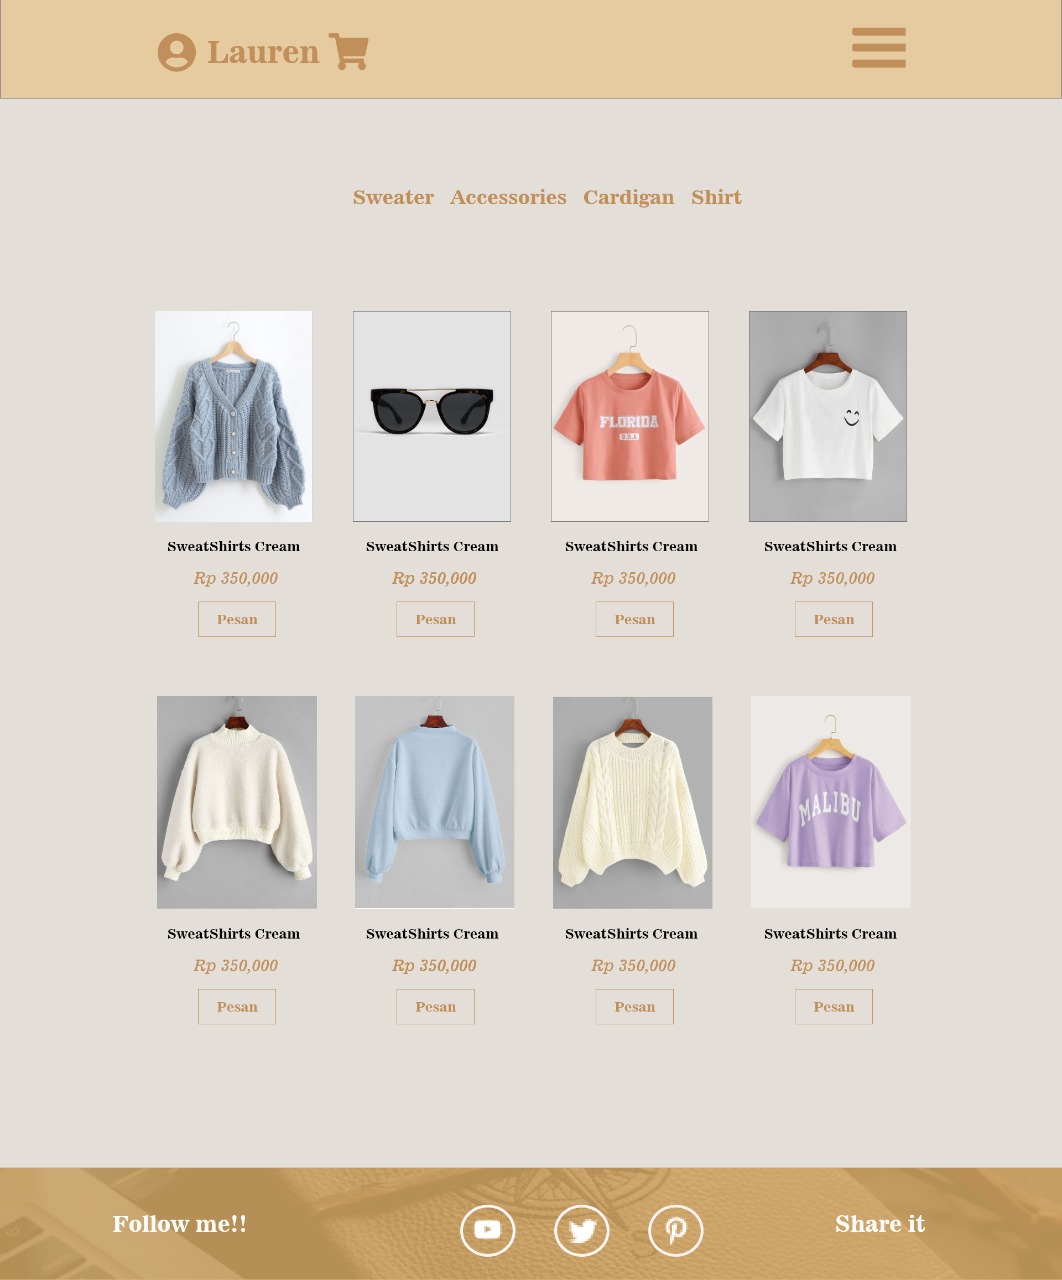 Lauren
Sweater Accessories Cardigan Shirt
FLORIDA
U.S.A
SweatShirts Cream SweatShirts Cream SweatShirts Cream SweatShirts Cream
Rp 350,000 Rp 350,000 Rp 350,000 Rp 350,000
Pesan Pesan Pesan Pesan
MALIBU
SweatShirts Cream SweatShirts Cream SweatShirts Cream SweatShirts Cream
Rp 350,000 Rp 350,000 Rp 350,000 Rp 350,000
Pesan Pesan Pesan Pesan
Follow me!! Share it